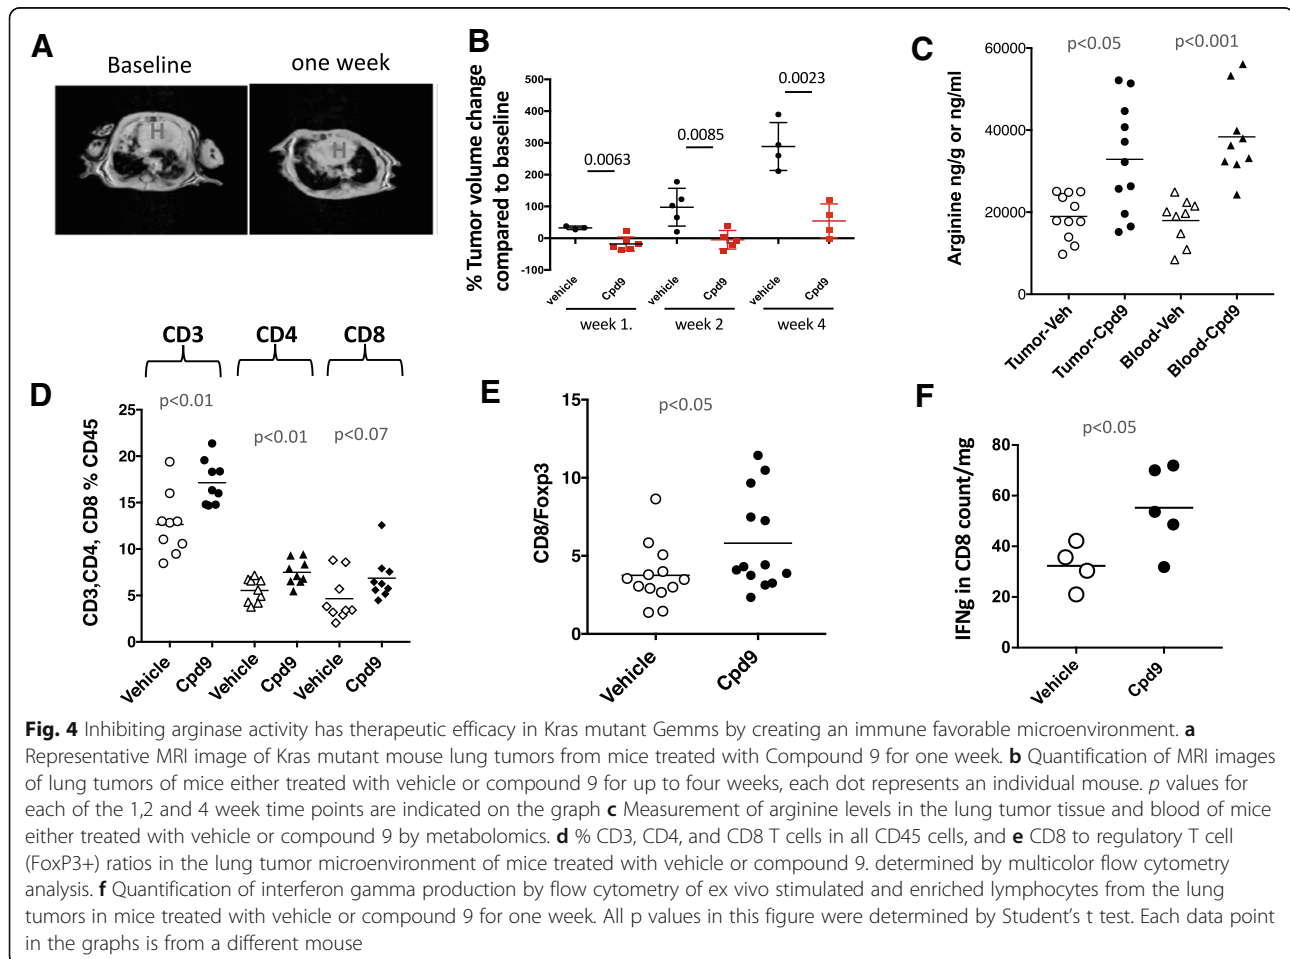 A
Baseline
one week
H
H
B
% Tumor volume change
compared to baseline
500
400
300
200
100
0
-100
0.0063
0.0085
0.0023
vehicle
Cpd9
vehicle
Cpd9
vehicle
Cpd9
week 1.
week 2
week 4
C
Arginine ng/g or ng/ml
60000
40000
20000
0
p<0.05
p<0.001
Tumor-Veh
Tumor-Cpd9
Blood-Veh
Blood-Cpd9
D
CD3
CD4
CD8
CD3,CD4, CD8 % CD45
25
20
15
10
5
0
p<0.01
p<0.01
p<0.07
Vehicle
Cpd9
Vehicle
Cpd9
Vehicle
Cpd9
E
CD8/Foxp3
15
10
5
0
p<0.05
Vehicle
Cpd9
F
IFNg in CD8 count/mg
80
60
40
20
0
p<0.05
Vehicle
Cpd9
Fig. 4 Inhibiting arginase activity has therapeutic efficacy in Kras mutant Gemms by creating an immune favorable microenvironment. a
Representative MRI image of Kras mutant mouse lung tumors from mice treated with Compound 9 for one week. b Quantification of MRI images
of lung tumors of mice either treated with vehicle or compound 9 for up to four weeks, each dot represents an individual mouse. p values for
each of the 1,2 and 4 week time points are indicated on the graph c Measurement of arginine levels in the lung tumor tissue and blood of mice
either treated with vehicle or compound 9 by metabolomics. d % CD3, CD4, and CD8 T cells in all CD45 cells, and e CD8 to regulatory T cell
(FoxP3+) ratios in the lung tumor microenvironment of mice treated with vehicle or compound 9. determined by multicolor flow cytometry
analysis. f Quantification of interferon gamma production by flow cytometry of ex vivo stimulated and enriched lymphocytes from the lung
tumors in mice treated with vehicle or compound 9 for one week. All p values in this figure were determined by Student's t test. Each data point
in the graphs is from a different mouse